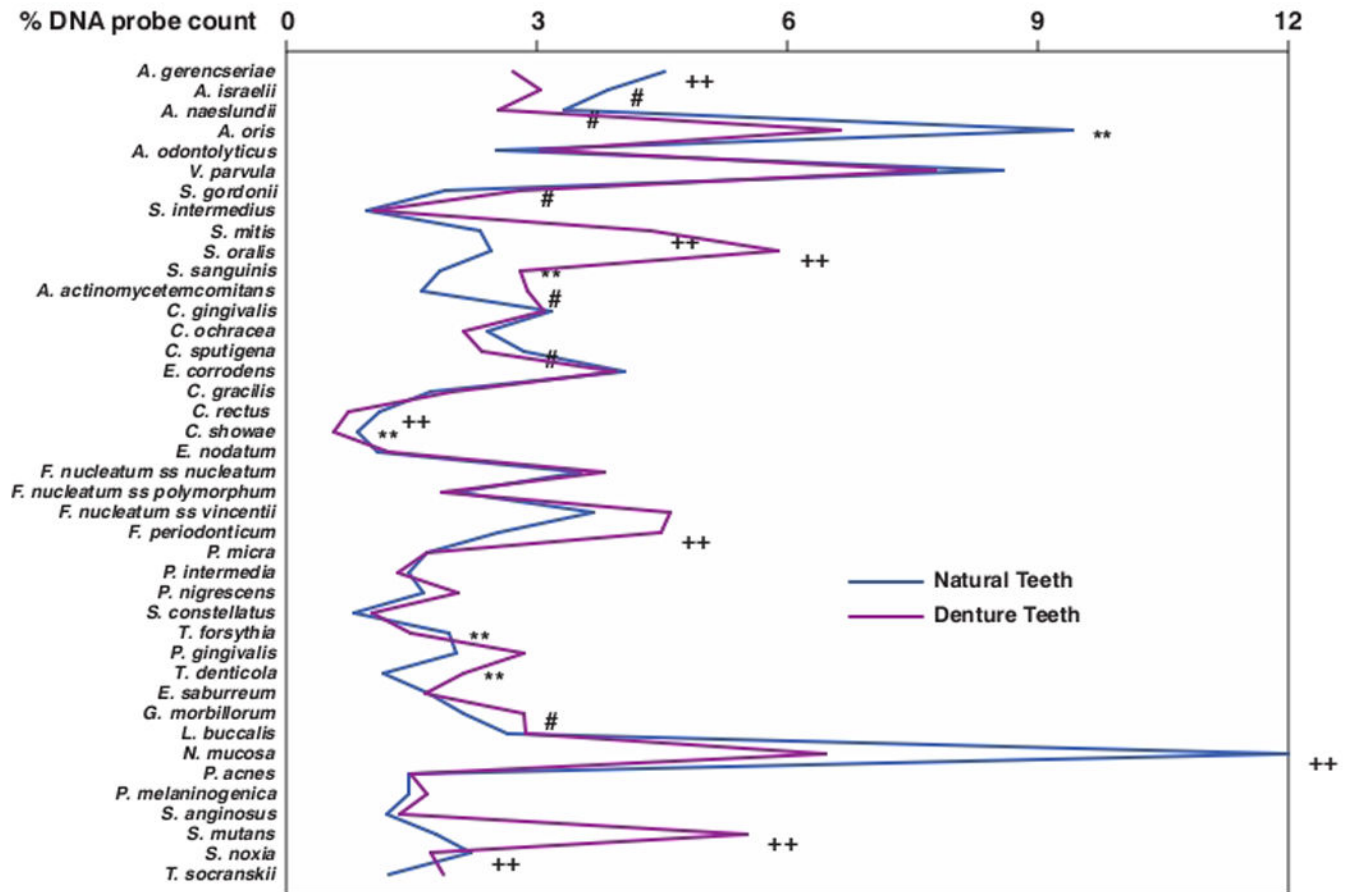 % DNA probe count 0 3 6 9 12
A. gerencseriae
++
A. israelii
#
A. naeslundii
#
A. oris
**
A. odontolyticus
V. parvula
S. gordonii
#
S. intermedius
S. mitis
++
S. oralis
++
S. sanguinis
**
A. actinomycetemcomitans
#
C. gingivalis
C. ochracea
C. sputigena
#
E. corrodens
C. gracilis
C. rectus
++
C. showae
**
E. nodatum
F. nucleatum ss nucleatum
F. nucleatum ss polymorphum
F. nucleatum ss vincentii
F. periodonticum
++
P. micra
P. intermedia
P. nigrescens
S. constellatus
T. forsythia
**
P. gingivalis
T. denticola
**
E. saburreum
G. morbillorum
#
L. buccalis
N. mucosa
++
P. acnes
P. melaninogenica
S. anginosus
S. mutans
++
S. noxia
++
T. socranskii
Natural Teeth
Denture Teeth